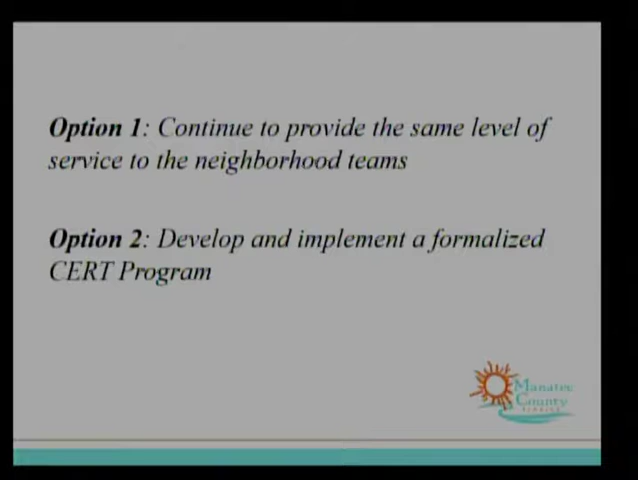 Option 1: Continue to provide the same level of
service to the neighborhood teams
Option 2: Develop and implement a formalized
CERT Program
Manatee
County
FLORIDA